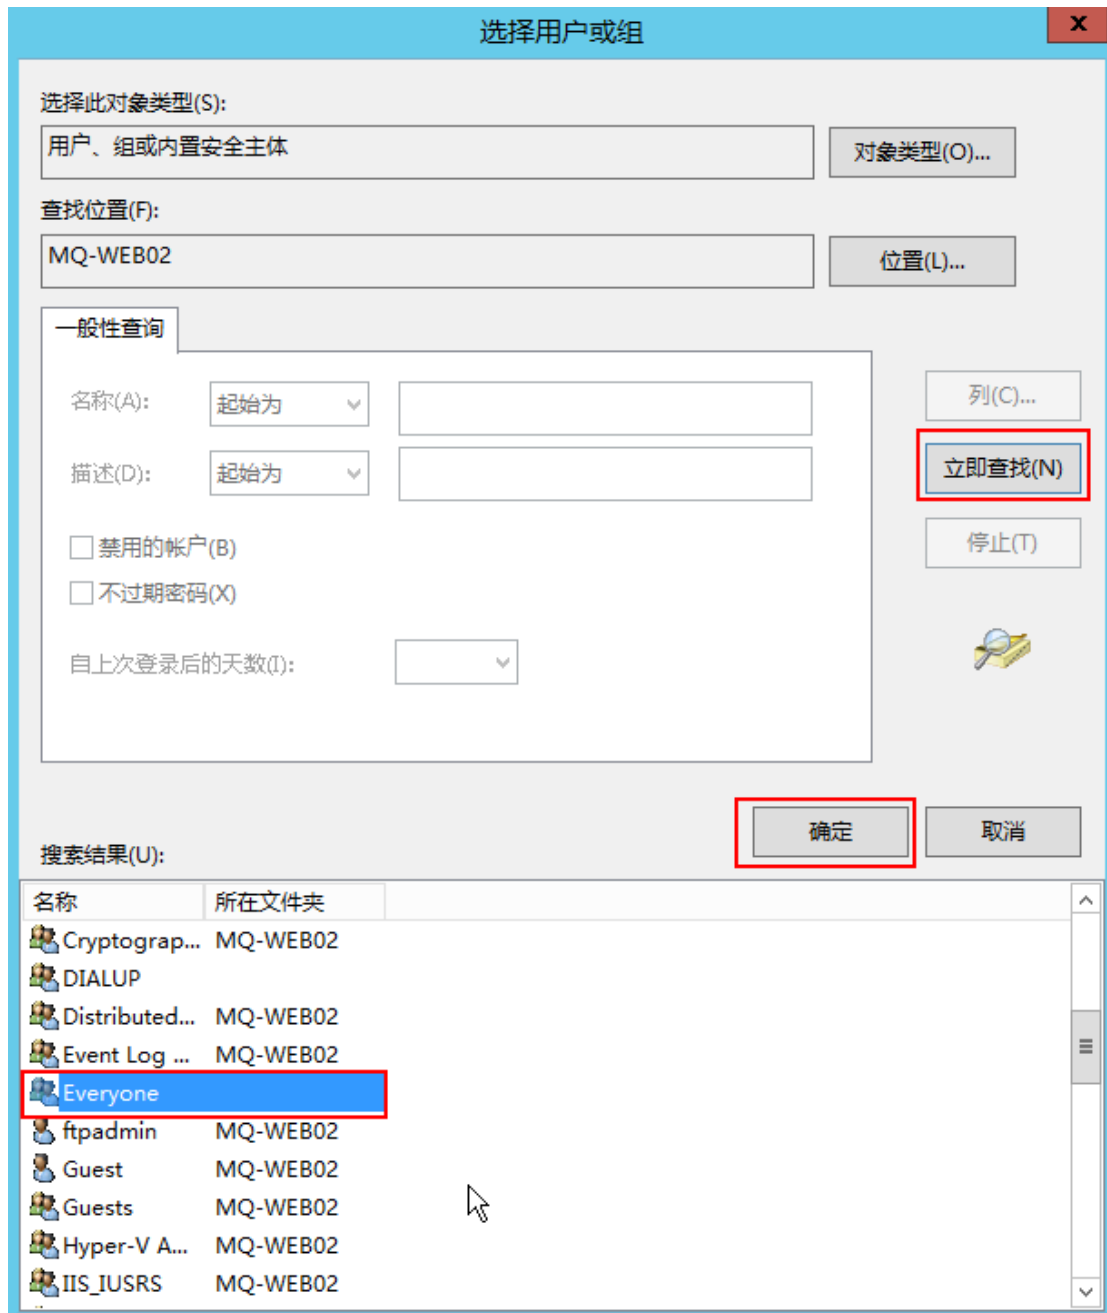 选择用户或组
x
选择此对象类型(S):
用户、组或内置安全主体
对象类型(O)...
查找位置(F):
MQ-WEB02
位置(L)...
一般性查询
名称(A):
起始为
列(C)...
立即查找(N)
描述(D):
起始为
停止(T)
禁用的帐户(B)
不过期密码(X)
自上次登录后的天数(I):
确定
取消
搜索结果(U):
名称 所在文件夹
Cryptograp... MQ-WEB02
DIALUP
Distributed... MQ-WEB02
Event Log ... MQ-WEB02
Everyone
ftpadmin MQ-WEB02
Guest MQ-WEB02
Guests MQ-WEB02
Hyper-V A... MQ-WEB02
IIS_IUSRS MQ-WEB02